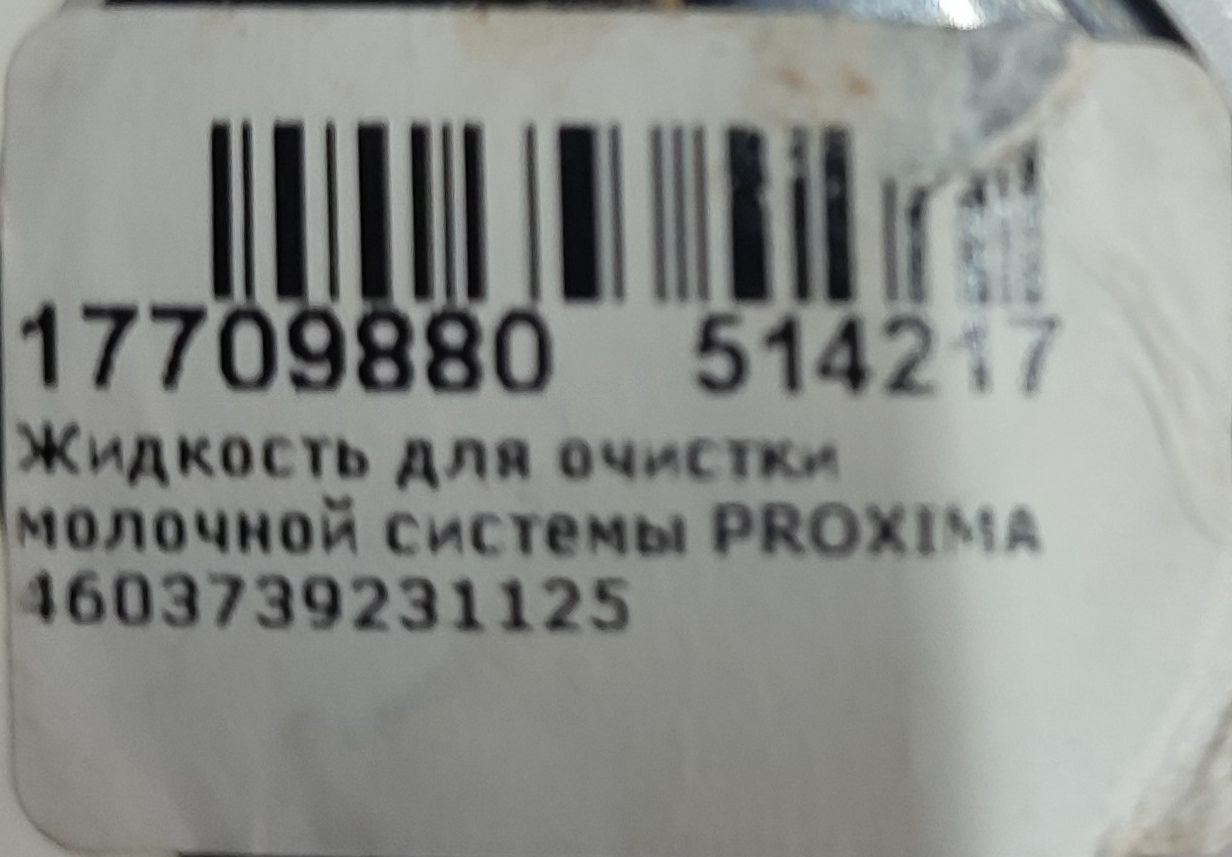 17709880 514217
Жидкость для очистки
молочной системы PROXIMA
4603739231125